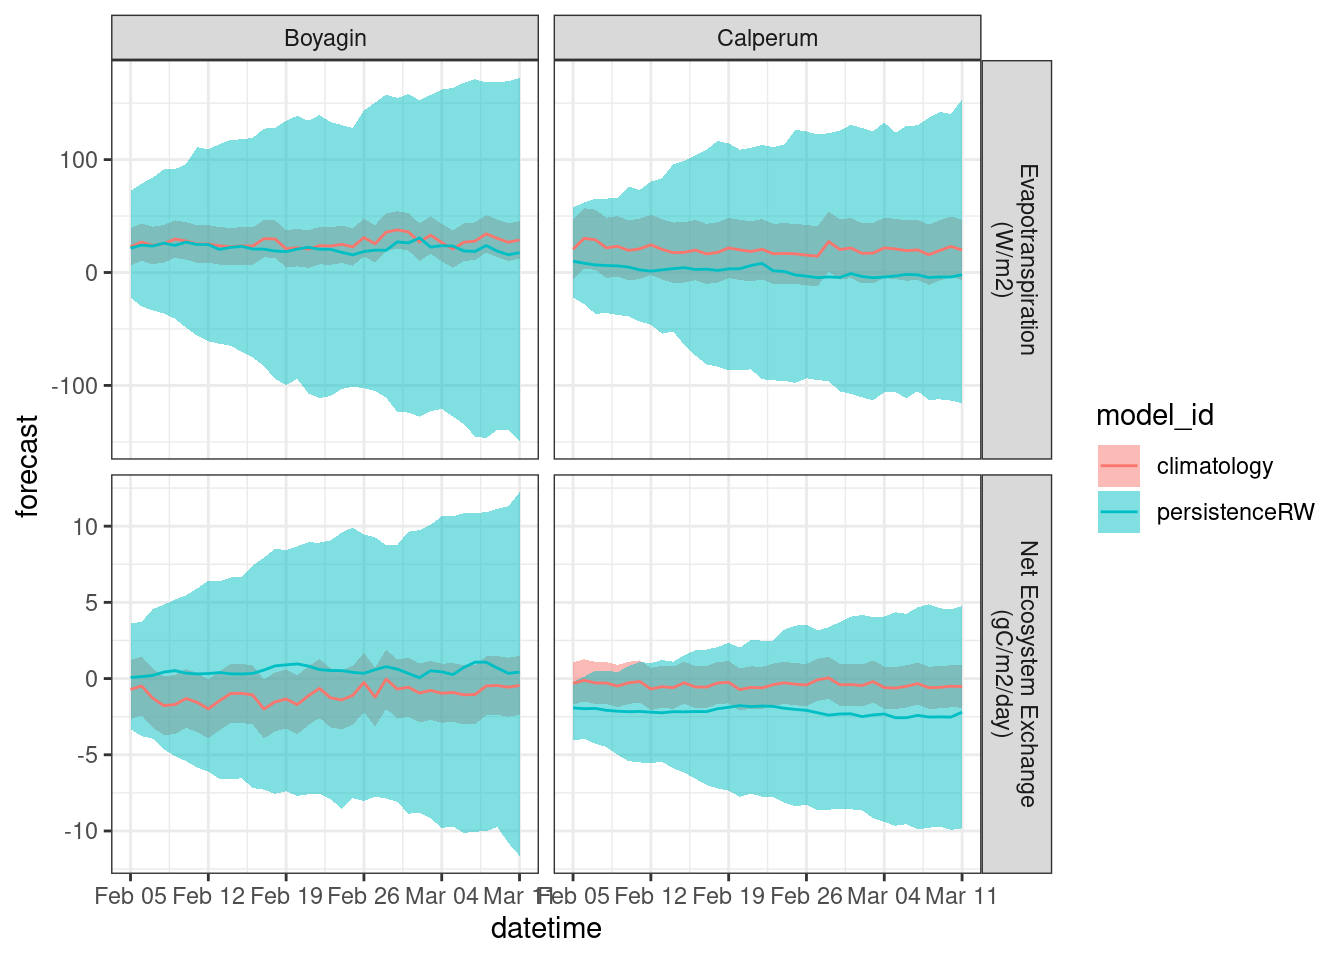 Boyagin
Calperum
100
0
-100
Evapotranspiration
(W/m2)
forecast
10
5
0
-5
-10
Net Ecosystem Exchange
(gC/m2/day)
Feb 05 Feb 12 Feb 19 Feb 26 Mar 04 Mar 11
Feb 05 Feb 12 Feb 19 Feb 26 Mar 04 Mar 11
datetime
model_id
climatology
persistenceRW